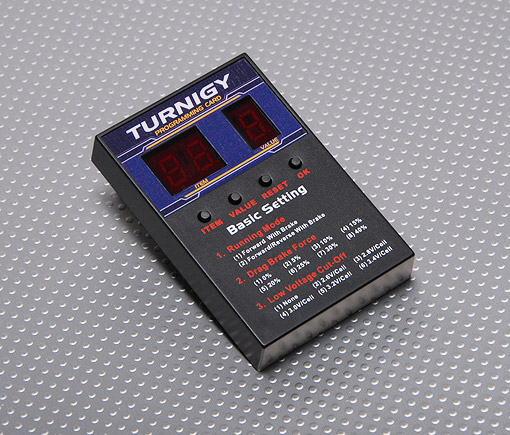 TURNIGY
PROGRAMMING CARD
ITEM VALUE
ITEM VALUE RESET OK
Basic Setting
1. Running Mode
(1) Forward With Brake
(2) Forward/Reverse With Brake
2. Drag Brake Force
(1) 0% (2) 5% (3) 10% (4) 15%
(5) 20% (6) 25% (7) 30% (8) 40%
3. Low Voltage Cut-Off
(1) None (2) 2.6V/Cell (3) 2.8V/Cell
(4) 3.0V/Cell (5) 3.2V/Cell (6) 3.4V/Cell